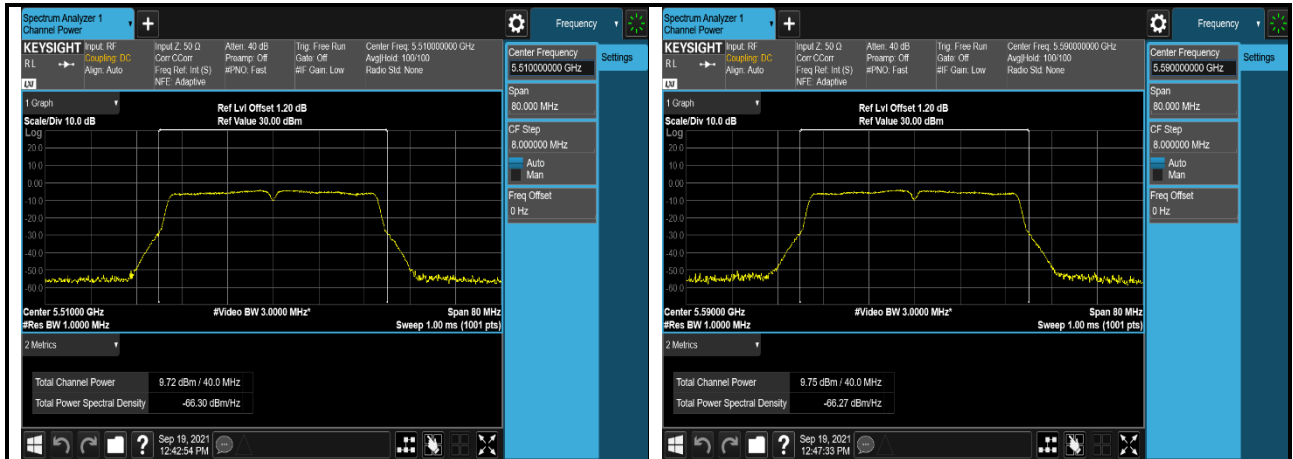 Spectrum Analyzer 1
Channel Power
Frequency
KEYSIGHT
RL
LXI
Input: RF
Coupling: DC
Align: Auto
Input Z: 50 Ω
Corr CCorr
Freq Ref: Int (S)
NFE: Adaptive
Atten: 40 dB
Preamp: Off
#PNO: Fast
Trig: Free Run
Gate: Off
#IF Gain: Low
Center Freq: 5.510000000 GHz
Avg|Hold: 100/100
Radio Std: None
Center Frequency
5.510000000 GHz
Settings
Span
80.000 MHz
CF Step
8.000000 MHz
Auto
Man
Freq Offset
0 Hz
1 Graph
Scale/Div 10.0 dB
Ref Lvl Offset 1.20 dB
Ref Value 30.00 dBm
Log
20.0
10.0
0.00
-10.0
-20.0
-30.0
-40.0
-50.0
-60.0
Center 5.51000 GHz
#Res BW 1.0000 MHz
#Video BW 3.0000 MHz*
Span 80 MHz
Sweep 1.00 ms (1001 pts)
2 Metrics
Total Channel Power 9.72 dBm / 40.0 MHz
Total Power Spectral Density -66.30 dBm/Hz
?
Sep 19, 2021
12:42:54 PM
Spectrum Analyzer 1
Channel Power
Frequency
KEYSIGHT
RL
LXI
Input: RF
Coupling: DC
Align: Auto
Input Z: 50 Ω
Corr CCorr
Freq Ref: Int (S)
NFE: Adaptive
Atten: 40 dB
Preamp: Off
#PNO: Fast
Trig: Free Run
Gate: Off
#IF Gain: Low
Center Freq: 5.590000000 GHz
Avg|Hold: 100/100
Radio Std: None
Center Frequency
5.590000000 GHz
Settings
Span
80.000 MHz
CF Step
8.000000 MHz
Auto
Man
Freq Offset
0 Hz
1 Graph
Scale/Div 10.0 dB
Ref Lvl Offset 1.20 dB
Ref Value 30.00 dBm
Log
20.0
10.0
0.00
-10.0
-20.0
-30.0
-40.0
-50.0
-60.0
Center 5.59000 GHz
#Res BW 1.0000 MHz
#Video BW 3.0000 MHz*
Span 80 MHz
Sweep 1.00 ms (1001 pts)
2 Metrics
Total Channel Power 9.75 dBm / 40.0 MHz
Total Power Spectral Density -66.27 dBm/Hz
?
Sep 19, 2021
12:47:33 PM